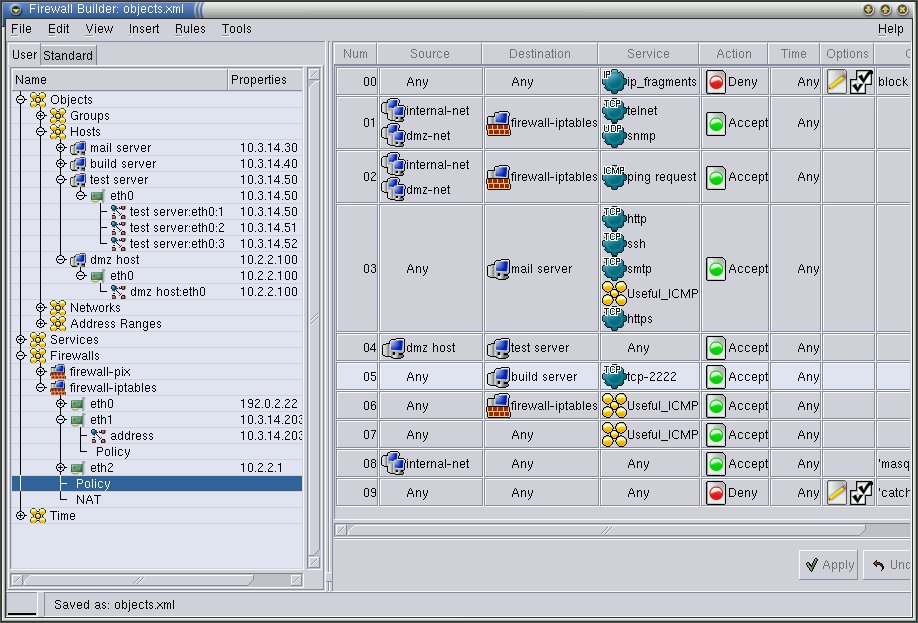 Firewall Builder: objects.xml
File Edit View Insert Rules Tools Help
User Standard
Name Properties
Objects
Groups
Hosts
mail server 10.3.14.30
build server 10.3.14.40
test server 10.3.14.50
eth0 10.3.14.50
test server:eth0:1 10.3.14.50
test server:eth0:2 10.3.14.51
test server:eth0:3 10.3.14.52
dmz host 10.2.2.100
eth0 10.2.2.100
dmz host:eth0 10.2.2.100
Networks
Address Ranges
Services
Firewalls
firewall-pix
firewall-iptables
eth0 192.0.2.22
eth1 10.3.14.203
address 10.3.14.203
Policy
eth2 10.2.2.1
Policy
NAT
Time
Num Source Destination Service Action Time Options C
00 Any Any IP ip_fragments Deny Any block
01 internal-net dmz-net firewall-iptables TCP telnet UDP snmp Accept Any
02 internal-net dmz-net firewall-iptables ICMP ping request Accept Any
03 Any mail server TCP http TCP ssh TCP smtp Useful_ICMP TCP https Accept Any
04 dmz host test server Any Accept Any
05 Any build server TCP tcp-2222 Accept Any
06 Any firewall-iptables Useful_ICMP Accept Any
07 Any Any Useful_ICMP Accept Any
08 internal-net Any Any Accept Any 'masq
09 Any Any Any Deny Any 'catch
Apply Und
Saved as: objects.xml